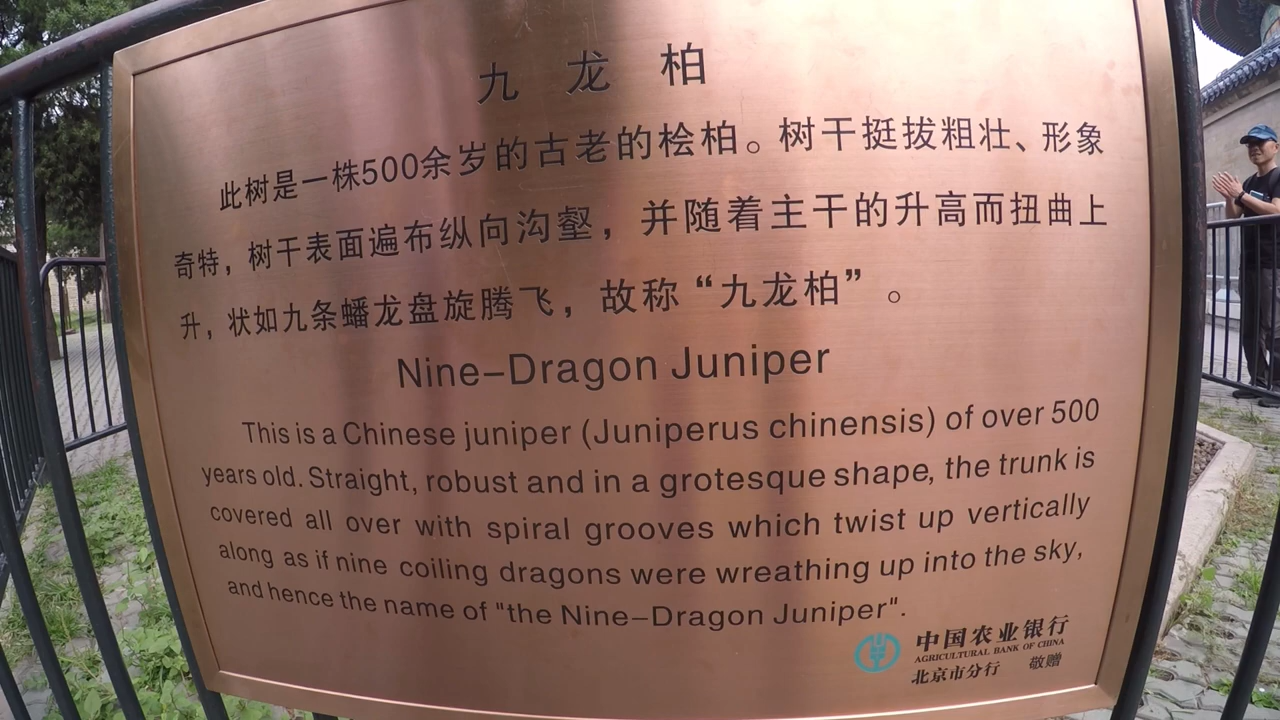 九龙柏
此树是一株500余岁的古老的桧柏。树干挺拔粗壮、形象
奇特，树干表面遍布纵向沟壑，并随着主干的升高而扭曲上
升，状如九条蟠龙盘旋腾飞，故称“九龙柏”。
Nine-Dragon Juniper
This is a Chinese juniper (Juniperus chinensis) of over 500
years old. Straight, robust and in a grotesque shape, the trunk is
covered all over with spiral grooves which twist up vertically
along as if nine coiling dragons were wreathing up into the sky,
and hence the name of "the Nine-Dragon Juniper".
中国农业银行
AGRICULTURAL BANK OF CHINA
北京市分行 敬赠